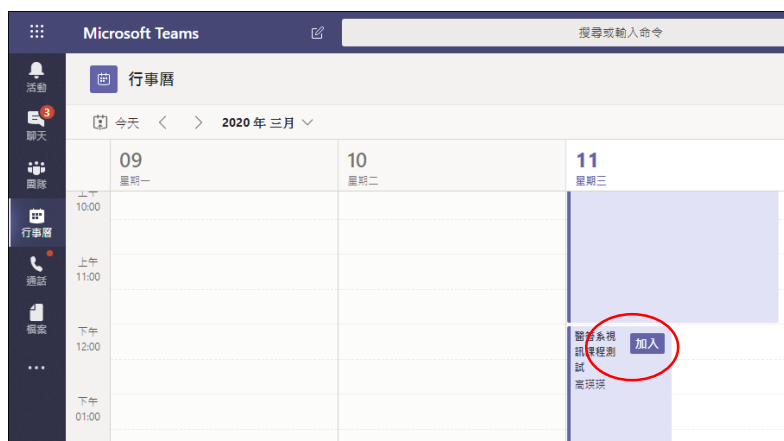 Microsoft Teams
搜尋或輸入命令
活動
3
聊天
團隊
行事曆
通話
檔案
行事曆
今天
2020 年 三月
09
星期一
10
星期二
11
星期三
上午
10:00
上午
11:00
下午
12:00
下午
01:00
醫管系視
訊課程測
試
高瑛瑛
加入